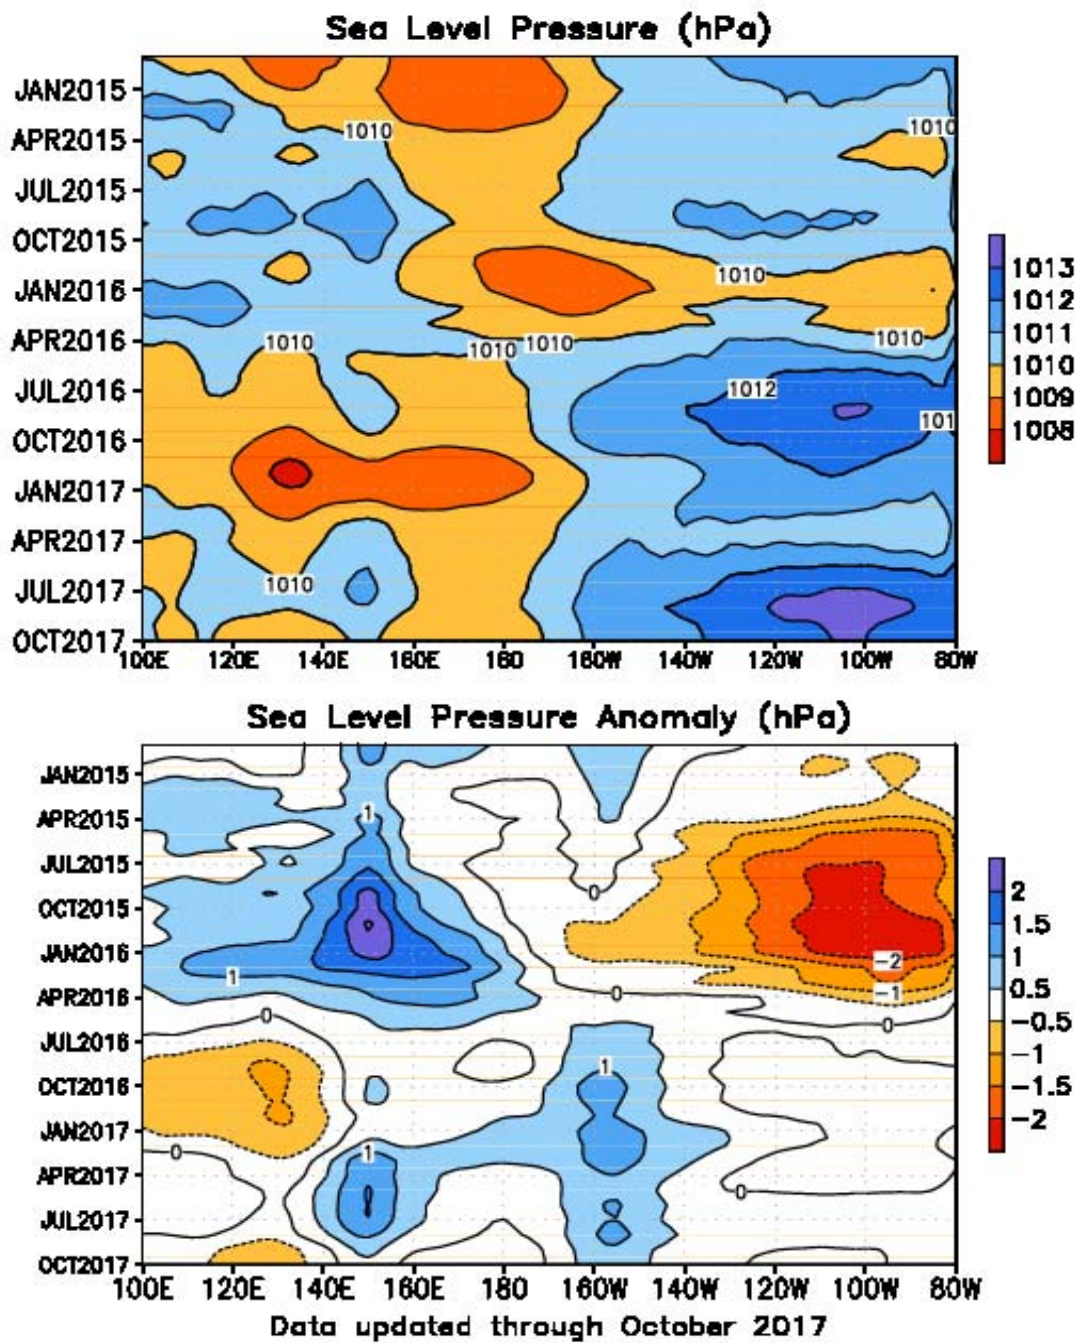 Sea Level Pressure (hPa)
JAN2015
APR2015
JUL2015
OCT2015
JAN2016
APR2016
JUL2016
OCT2016
JAN2017
APR2017
JUL2017
OCT2017
1010
1010
1010
1010
1010
1010
1010
1012
101
1010
1013
1012
1011
1010
1009
1008
100E 120E 140E 160E 180 160W 140W 120W 100W 80W
Sea Level Pressure Anomaly (hPa)
JAN2015
APR2015
JUL2015
OCT2015
JAN2016
APR2016
JUL2016
OCT2016
JAN2017
APR2017
JUL2017
OCT2017
1
0
-2
1
-1
0
0
0
1
1
0
0
2
1.5
1
0.5
-0.5
-1
-1.5
-2
100E 120E 140E 160E 180 160W 140W 120W 100W 80W
Data updated through October 2017